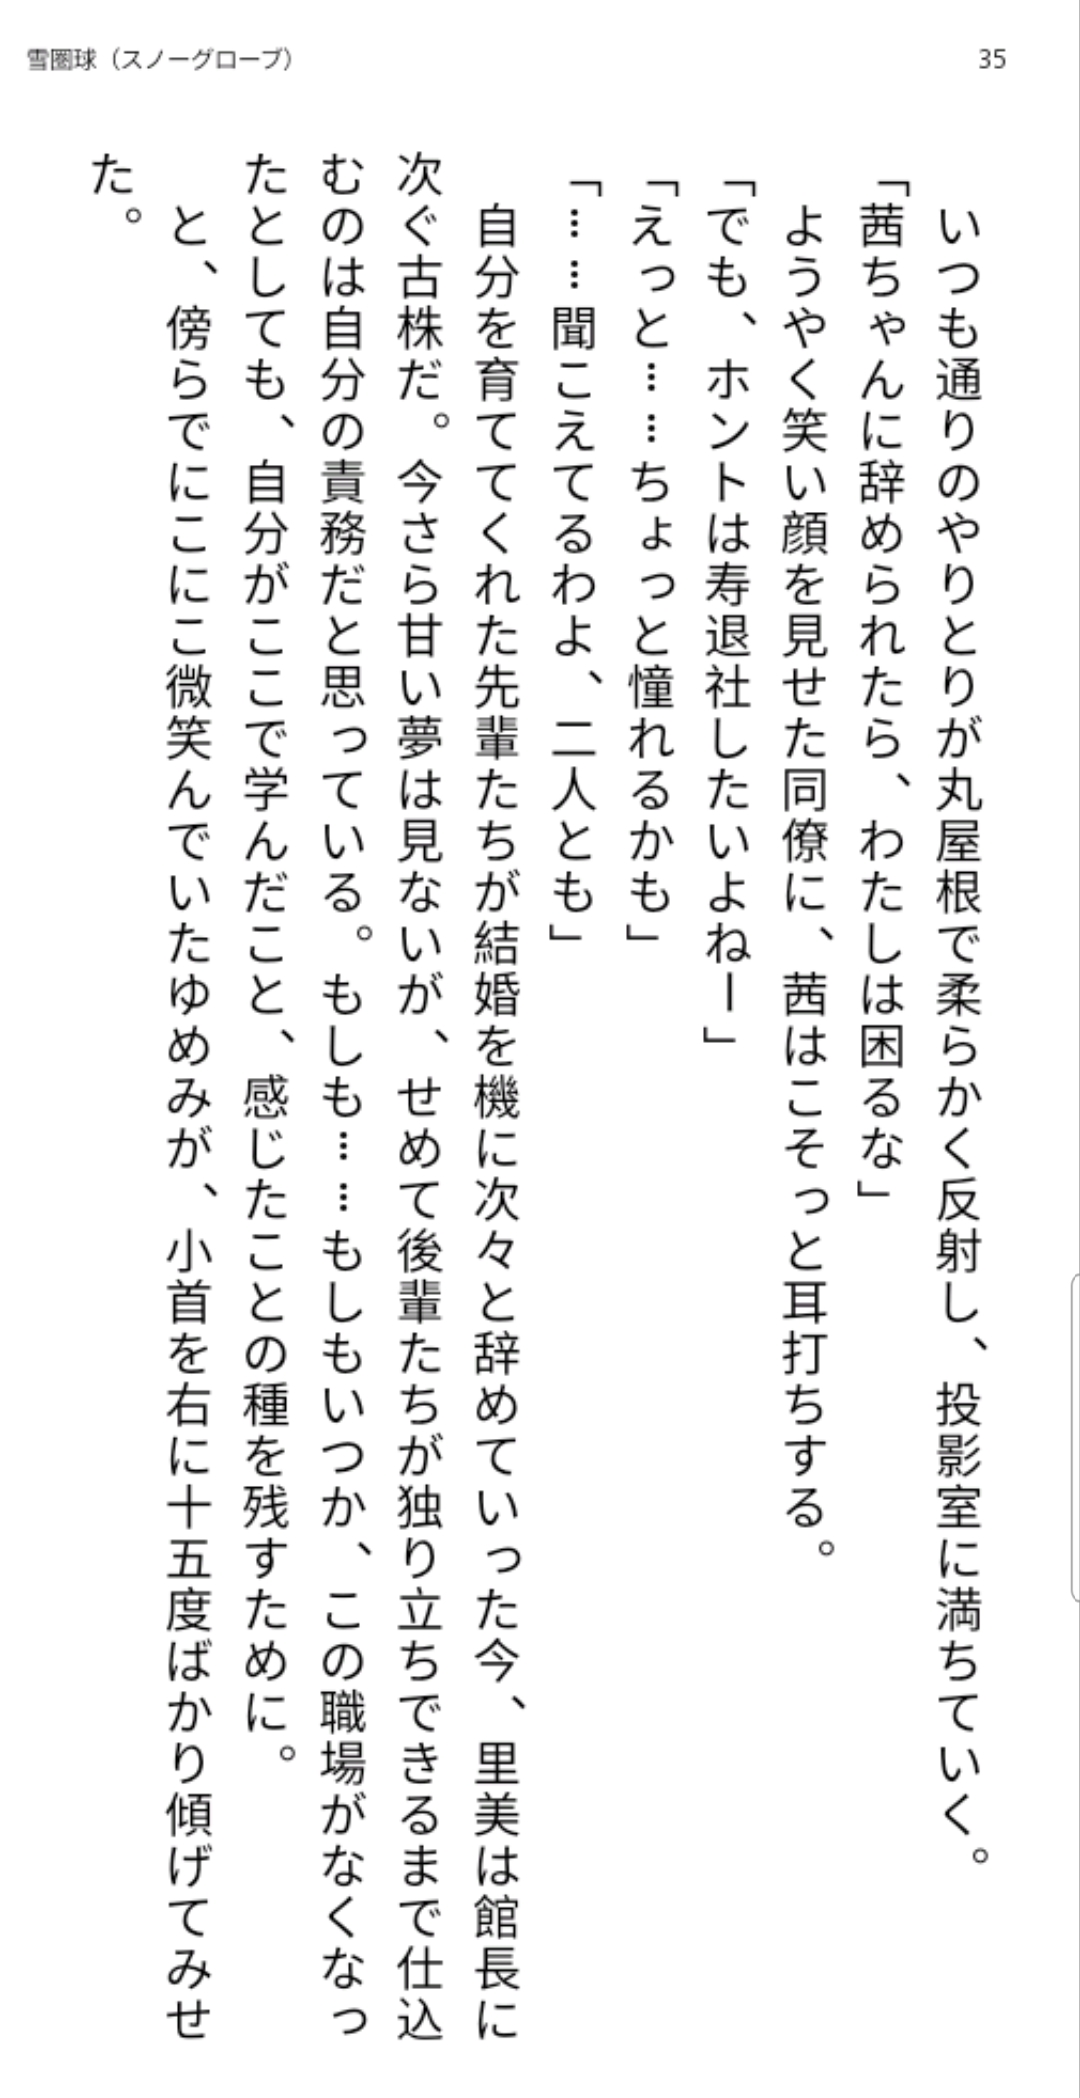 雪圏球（スノーグローブ）
35
　いつも通りのやりとりが丸屋根で柔らかく反射し、投影室に満ちていく。
「茜ちゃんに辞められたら、わたしは困るな」
　ようやく笑い顔を見せた同僚に、茜はこそっと耳打ちする。
「でも、ホントは寿退社したいよねー」
「えっと……ちょっと憧れるかも」
「……聞こえてるわよ、二人とも」
　自分を育ててくれた先輩たちが結婚を機に次々と辞めていった今、里美は館長に
次ぐ古株だ。今さら甘い夢は見ないが、せめて後輩たちが独り立ちできるまで仕込
むのは自分の責務だと思っている。もしも……もしもいつか、この職場がなくなっ
たとしても、自分がここで学んだこと、感じたことの種を残すために。
　と、傍らでにこにこ微笑んでいたゆめみが、小首を右に十五度ばかり傾げてみせ
た。